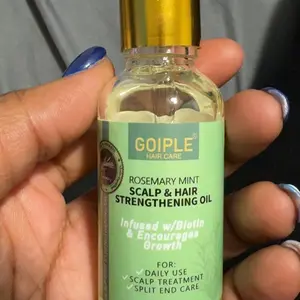 GOIPLE®
HAIR CARE
ROSEMARY MINT
SCALP & HAIR
STRENGTHENING OIL
Infused w/Biotin
& Encourages
Growth
FOR:
✓ DAILY USE
✓ SCALP TREATMENT
✓ SPLIT END CARE